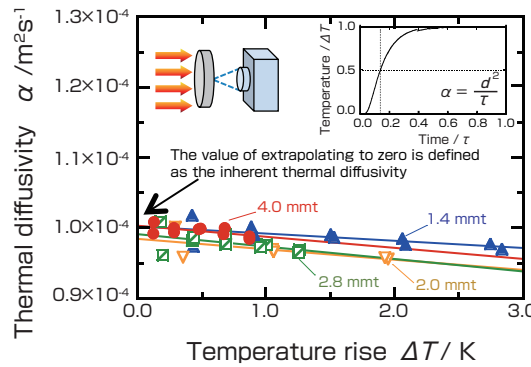 Thermal diffusivity α /m²s⁻¹
1.3×10⁻⁴
1.2×10⁻⁴
1.1×10⁻⁴
1.0×10⁻⁴
0.9×10⁻⁴
0.0
1.0
2.0
3.0
Temperature rise ΔT / K
Temperature / ΔT
1.0
0.5
0.0
0.0 0.2 0.4 0.6 0.8 1.0
Time / τ
α = d² / τ
The value of extrapolating to zero is defined
as the inherent thermal diffusivity
4.0 mmt
1.4 mmt
2.8 mmt
2.0 mmt